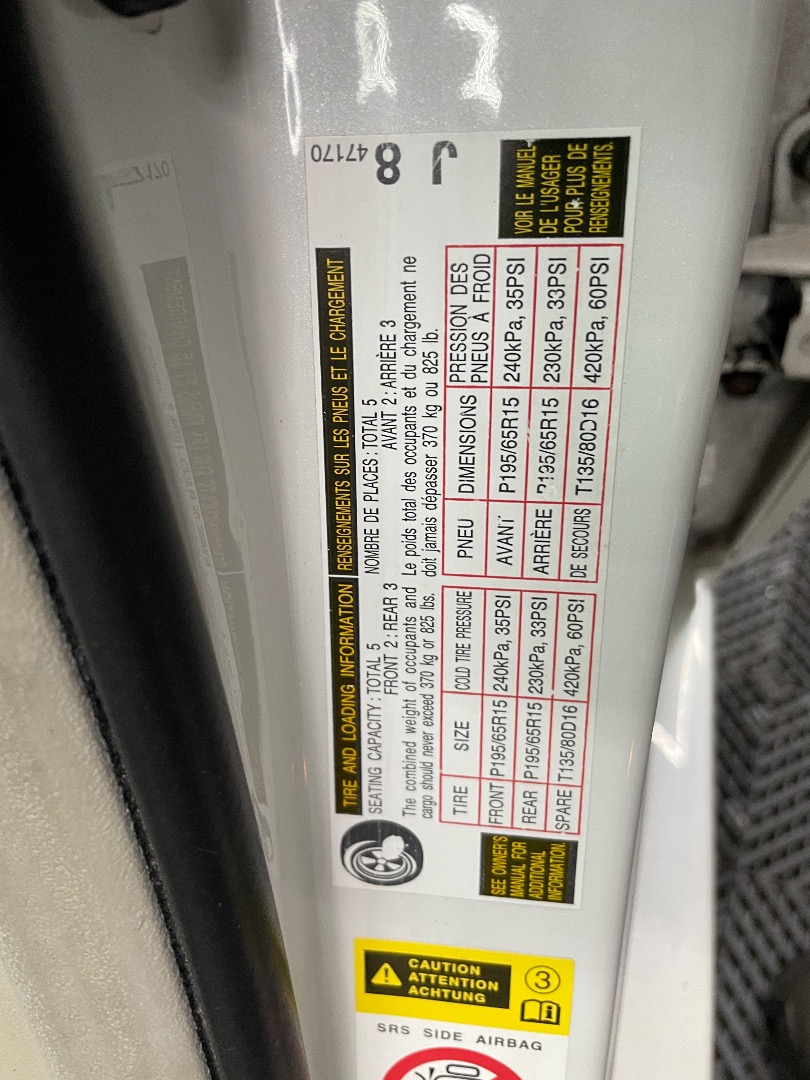 TIRE AND LOADING INFORMATION
SEATING CAPACITY : TOTAL 5
FRONT 2 : REAR 3
The combined weight of occupants and
cargo should never exceed 370 kg or 825 lbs.
TIRE SIZE COLD TIRE PRESSURE
FRONT P195/65R15 240kPa, 35PSI
REAR P195/65R15 230kPa, 33PSI
SPARE T135/80D16 420kPa, 60PSI
SEE OWNER'S
MANUAL FOR
ADDITIONAL
INFORMATION.
RENSEIGNEMENTS SUR LES PNEUS ET LE CHARGEMENT
NOMBRE DE PLACES : TOTAL 5
AVANT 2 : ARRIÈRE 3
Le poids total des occupants et du chargement ne
doit jamais dépasser 370 kg ou 825 lb.
PNEU DIMENSIONS PRESSION DES
PNEUS À FROID
AVANT P195/65R15 240kPa, 35PSI
ARRIÈRE P195/65R15 230kPa, 33PSI
DE SECOURS T135/80D16 420kPa, 60PSI
VOIR LE MANUEL
DE L'USAGER
POUR PLUS DE
RENSEIGNEMENTS.
47170
8
J
CAUTION
ATTENTION
ACHTUNG
3
SRS SIDE AIRBAG